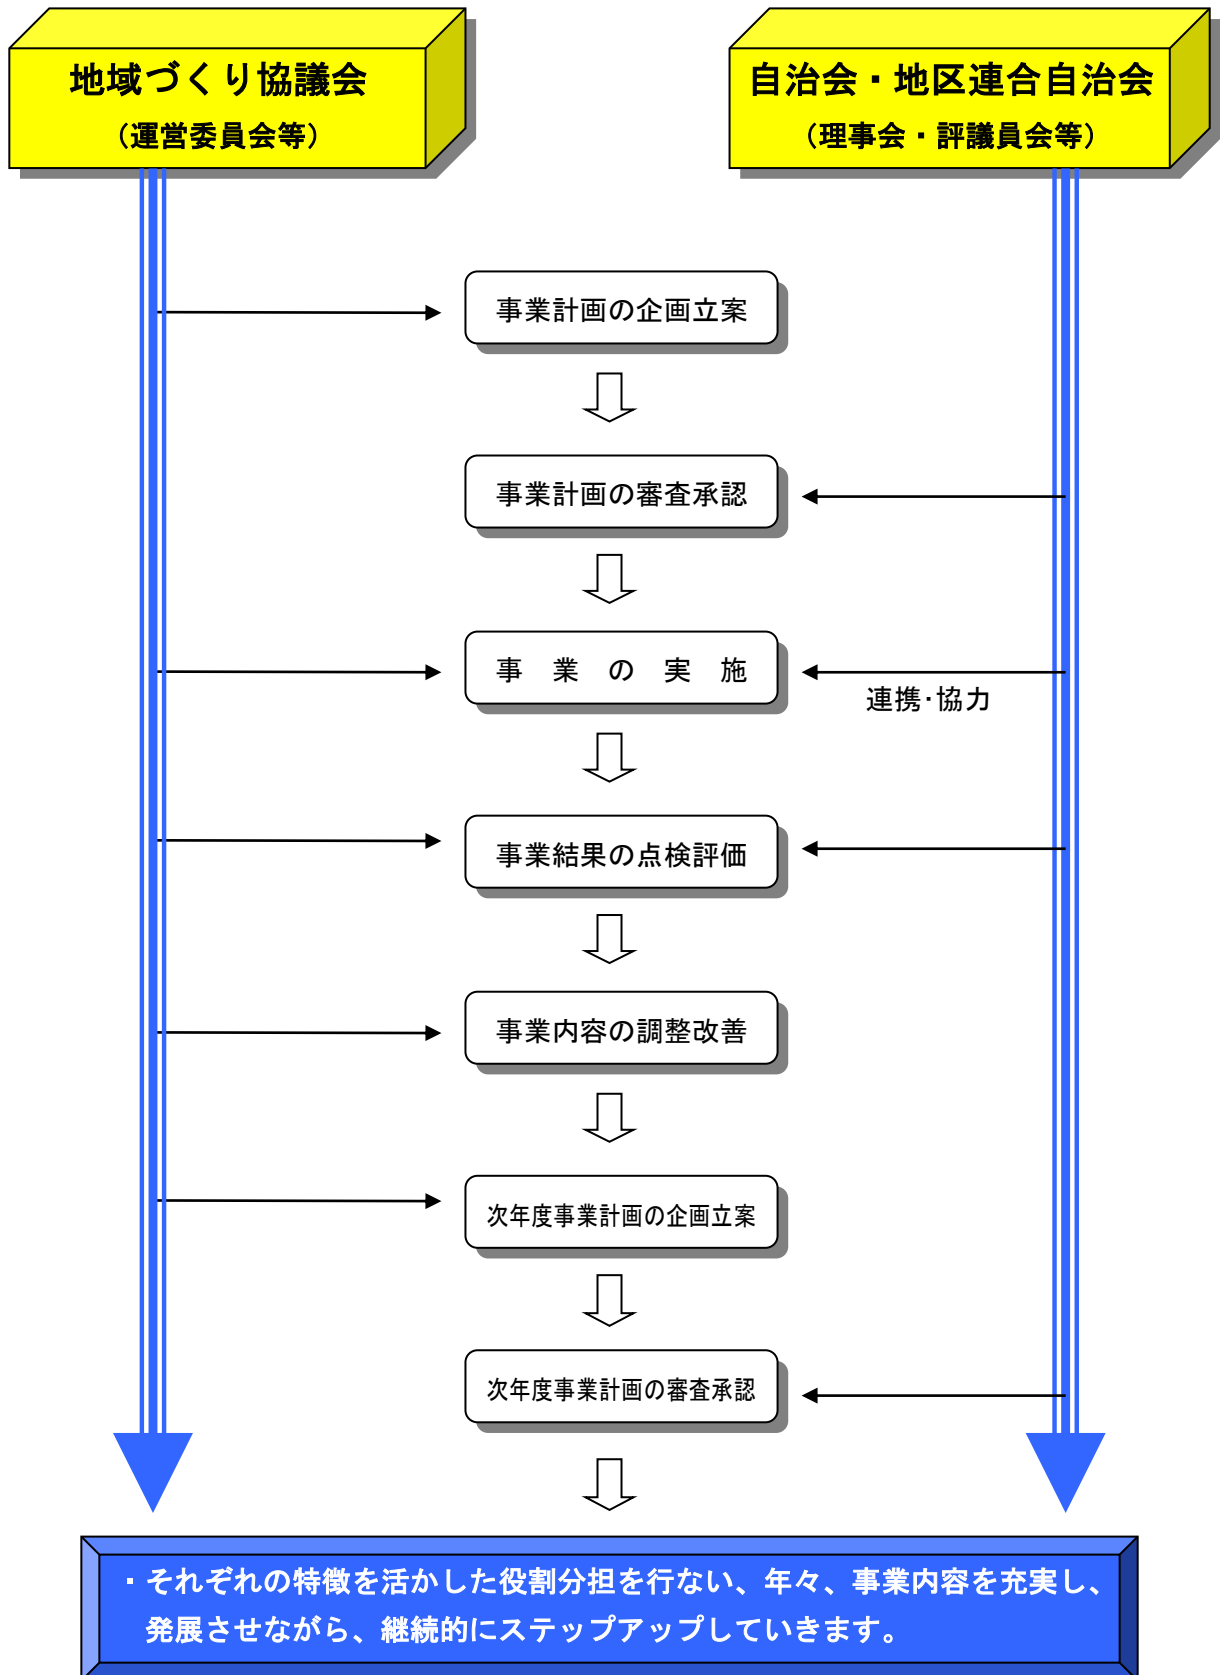 地域づくり協議会
（運営委員会等）
自治会・地区連合自治会
（理事会・評議員会等）
事業計画の企画立案
事業計画の審査承認
事　業　の　実　施
連携・協力
事業結果の点検評価
事業内容の調整改善
次年度事業計画の企画立案
次年度事業計画の審査承認
・それぞれの特徴を活かした役割分担を行ない、年々、事業内容を充実し、
発展させながら、継続的にステップアップしていきます。